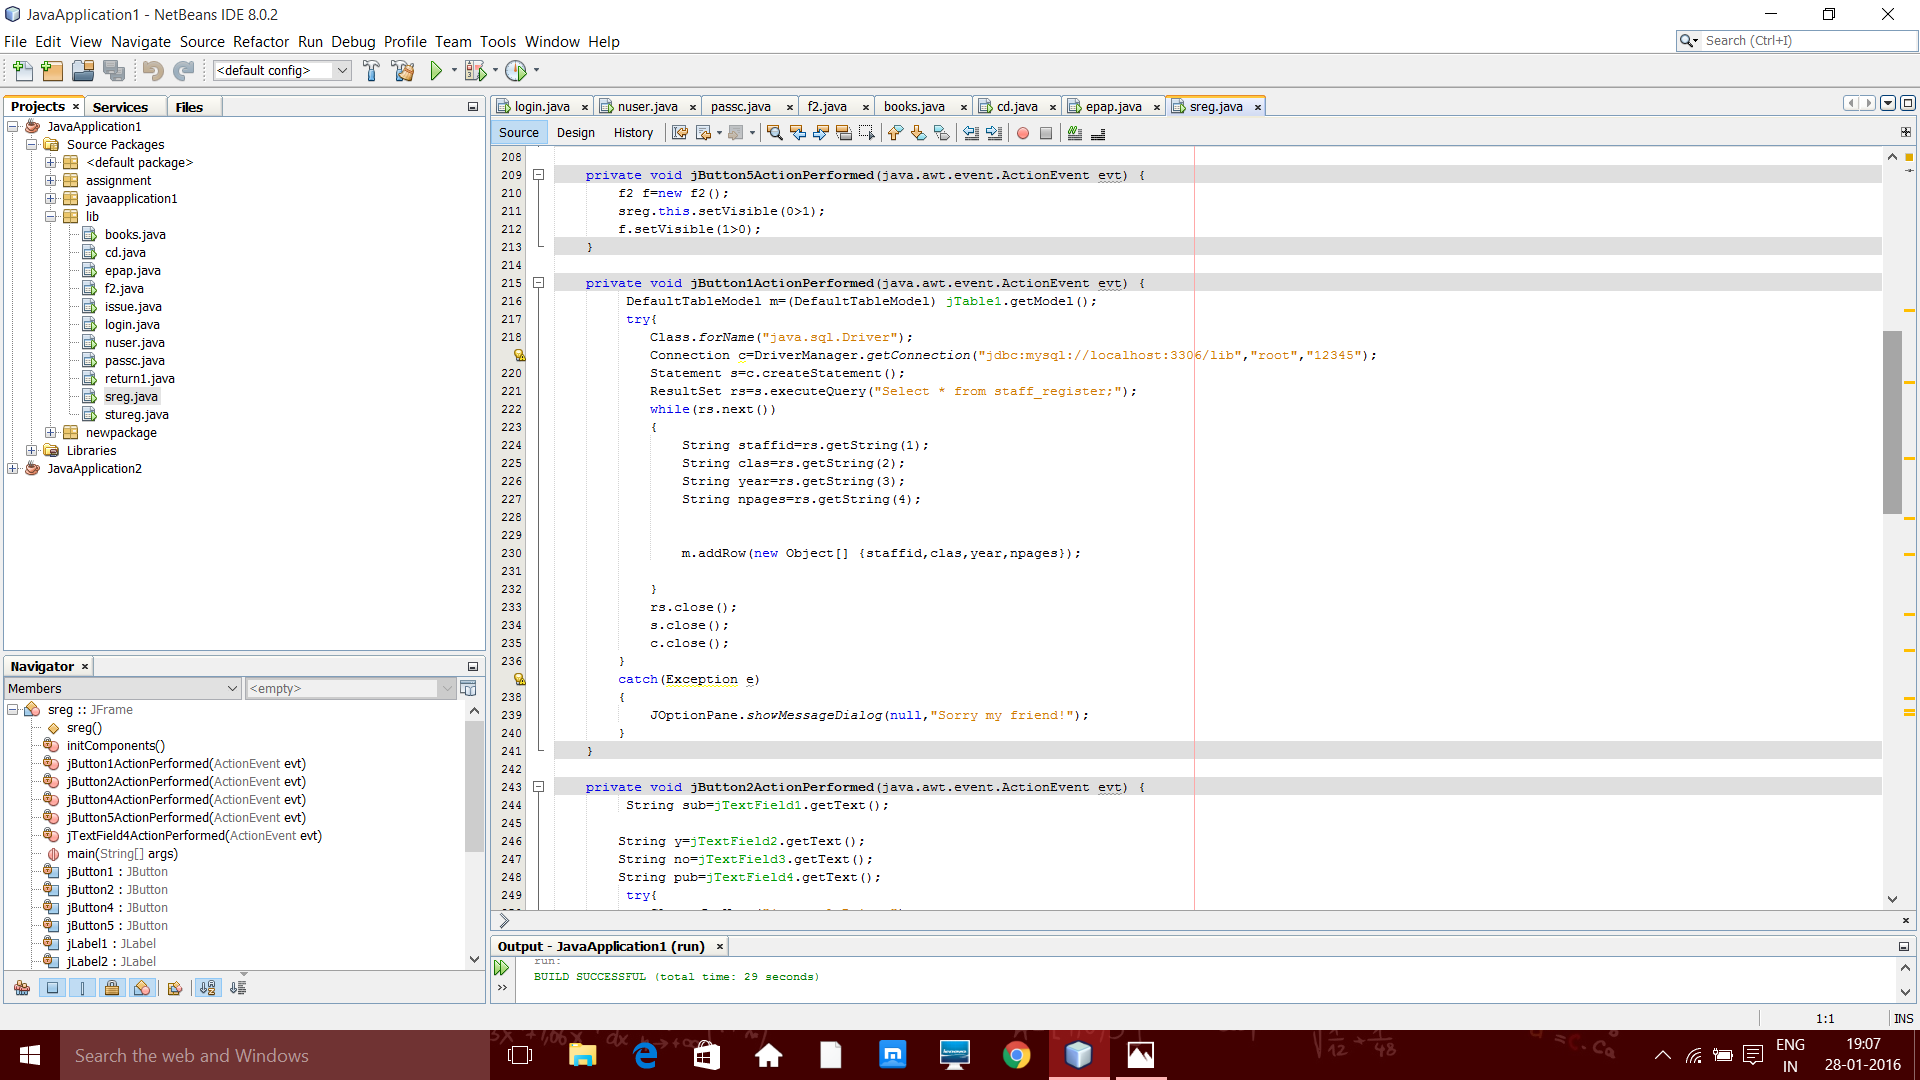 JavaApplication1 - NetBeans IDE 8.0.2
File Edit View Navigate Source Refactor Run Debug Profile Team Tools Window Help
Search (Ctrl+I)
<default config>
Projects × Services Files
JavaApplication1
Source Packages
<default package>
assignment
javaapplication1
lib
books.java
cd.java
epap.java
f2.java
issue.java
login.java
nuser.java
passc.java
return1.java
sreg.java
stureg.java
newpackage
Libraries
JavaApplication2
Navigator ×
Members <empty>
sreg :: JFrame
sreg()
initComponents()
jButton1ActionPerformed(ActionEvent evt)
jButton2ActionPerformed(ActionEvent evt)
jButton4ActionPerformed(ActionEvent evt)
jButton5ActionPerformed(ActionEvent evt)
jTextField4ActionPerformed(ActionEvent evt)
main(String[] args)
jButton1 : JButton
jButton2 : JButton
jButton4 : JButton
jButton5 : JButton
jLabel1 : JLabel
jLabel2 : JLabel
login.java × nuser.java × passc.java × f2.java × books.java × cd.java × epap.java × sreg.java ×
Source Design History
208
209 private void jButton5ActionPerformed(java.awt.event.ActionEvent evt) {
210 f2 f=new f2();
211 sreg.this.setVisible(0>1);
212 f.setVisible(1>0);
213 }
214
215 private void jButton1ActionPerformed(java.awt.event.ActionEvent evt) {
216 DefaultTableModel m=(DefaultTableModel) jTable1.getModel();
217 try{
218 Class.forName("java.sql.Driver");
Connection c=DriverManager.getConnection("jdbc:mysql://localhost:3306/lib","root","12345");
220 Statement s=c.createStatement();
221 ResultSet rs=s.executeQuery("Select * from staff_register;");
222 while(rs.next())
223 {
224 String staffid=rs.getString(1);
225 String clas=rs.getString(2);
226 String year=rs.getString(3);
227 String npages=rs.getString(4);
228
229
230 m.addRow(new Object[] {staffid,clas,year,npages});
231
232 }
233 rs.close();
234 s.close();
235 c.close();
236 }
catch(Exception e)
238 {
239 JOptionPane.showMessageDialog(null,"Sorry my friend!");
240 }
241 }
242
243 private void jButton2ActionPerformed(java.awt.event.ActionEvent evt) {
244 String sub=jTextField1.getText();
245
246 String y=jTextField2.getText();
247 String no=jTextField3.getText();
248 String pub=jTextField4.getText();
249 try{
Output - JavaApplication1 (run) ×
run:
BUILD SUCCESSFUL (total time: 29 seconds)
1:1 INS
Search the web and Windows
ENG
IN
19:07
28-01-2016